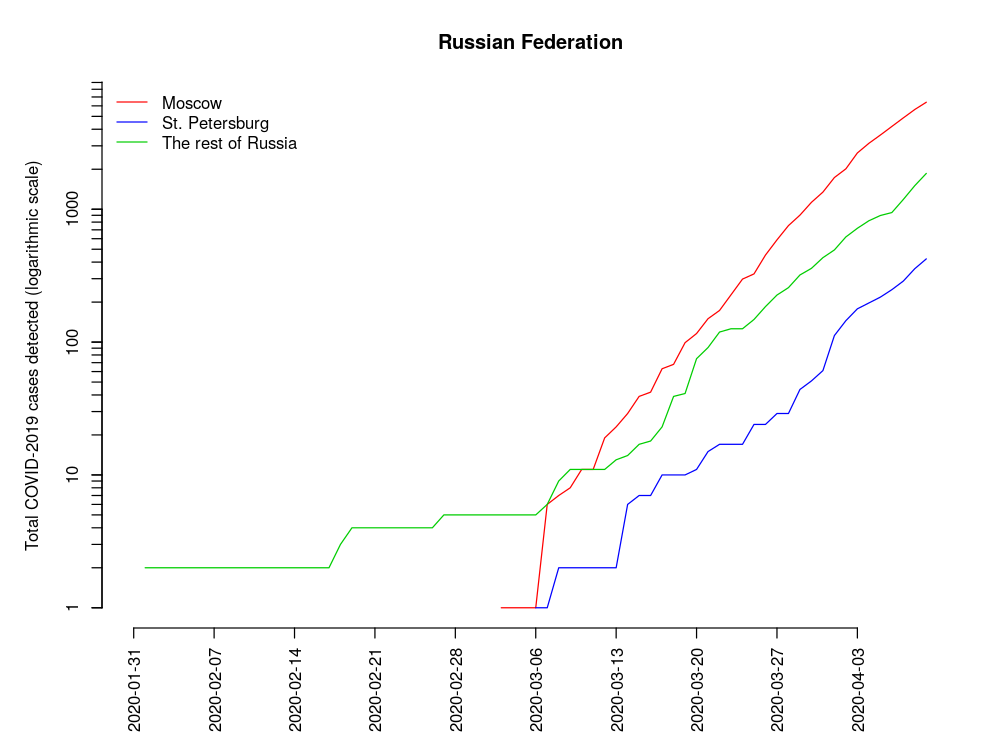 Russian Federation
Moscow
St. Petersburg
The rest of Russia
Total COVID-2019 cases detected (logarithmic scale)
1000
100
10
1
2020-01-31
2020-02-07
2020-02-14
2020-02-21
2020-02-28
2020-03-06
2020-03-13
2020-03-20
2020-03-27
2020-04-03